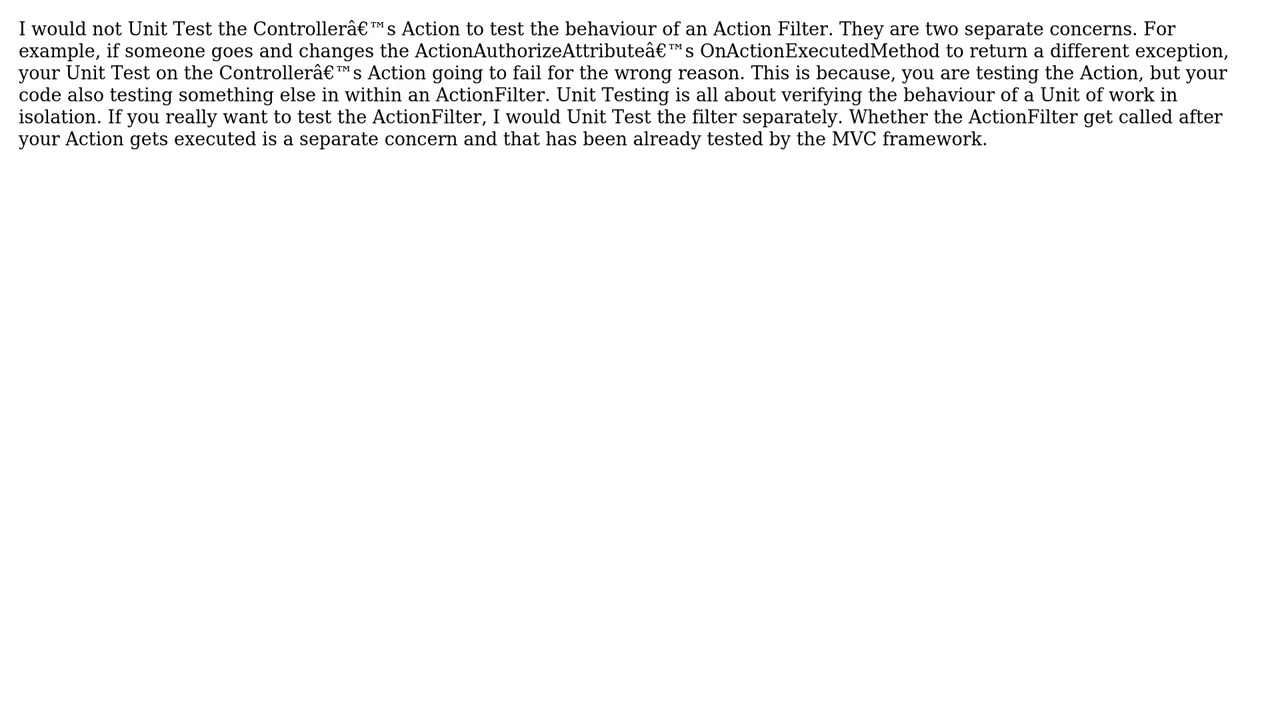 I would not Unit Test the Controllerâ€™s Action to test the behaviour of an Action Filter. They are two separate concerns. For
example, if someone goes and changes the ActionAuthorizeAttributeâ€™s OnActionExecutedMethod to return a different exception,
your Unit Test on the Controllerâ€™s Action going to fail for the wrong reason. This is because, you are testing the Action, but your
code also testing something else in within an ActionFilter. Unit Testing is all about verifying the behaviour of a Unit of work in
isolation. If you really want to test the ActionFilter, I would Unit Test the filter separately. Whether the ActionFilter get called after
your Action gets executed is a separate concern and that has been already tested by the MVC framework.